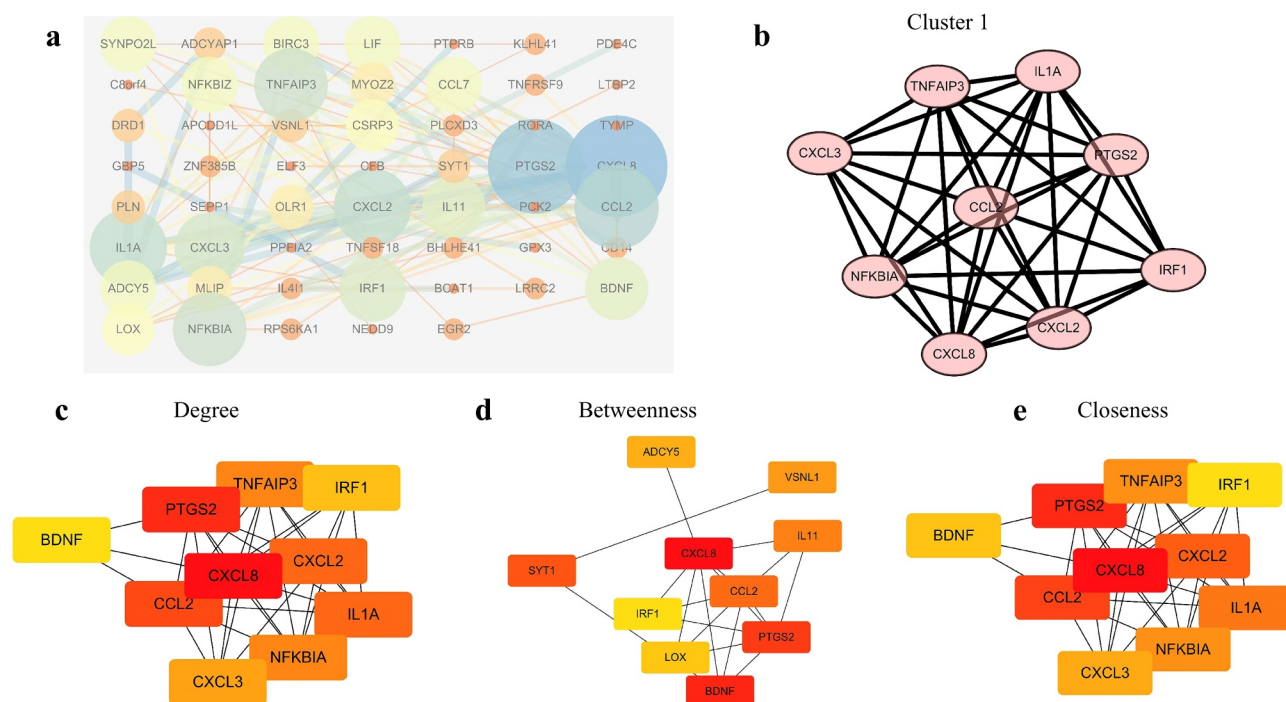 a
SYNPO2L ADCYAP1 BIRC3 LIF PTPRB KLHL41 PDE4C
C8orf4 NFKBIZ TNFAIP3 MYOZ2 CCL7 TNFRSF9 LTBP2
DRD1 APCDD1L VSNL1 CSRP3 PLCXD3 RORA TYMP
GBP5 ZNF385B ELF3 CFB SYT1 PTGS2 CXCL8
PLN SEPP1 OLR1 CXCL2 IL11 PCK2 CCL2
IL1A CXCL3 PPFIA2 TNFSF18 BHLHE41 GPX3 CD14
ADCY5 MLIP IL4I1 IRF1 BCAT1 LRRC2 BDNF
LOX NFKBIA RPS6KA1 NEDD9 EGR2
b
Cluster 1
IL1A
TNFAIP3
CXCL3
PTGS2
CCL2
NFKBIA
IRF1
CXCL2
CXCL8
c
Degree
TNFAIP3
IRF1
PTGS2
BDNF
CXCL2
CXCL8
CCL2
IL1A
NFKBIA
CXCL3
d
Betweenness
ADCY5
VSNL1
IL11
CXCL8
SYT1
CCL2
IRF1
PTGS2
LOX
BDNF
e
Closeness
TNFAIP3
IRF1
PTGS2
BDNF
CXCL2
CXCL8
CCL2
IL1A
NFKBIA
CXCL3